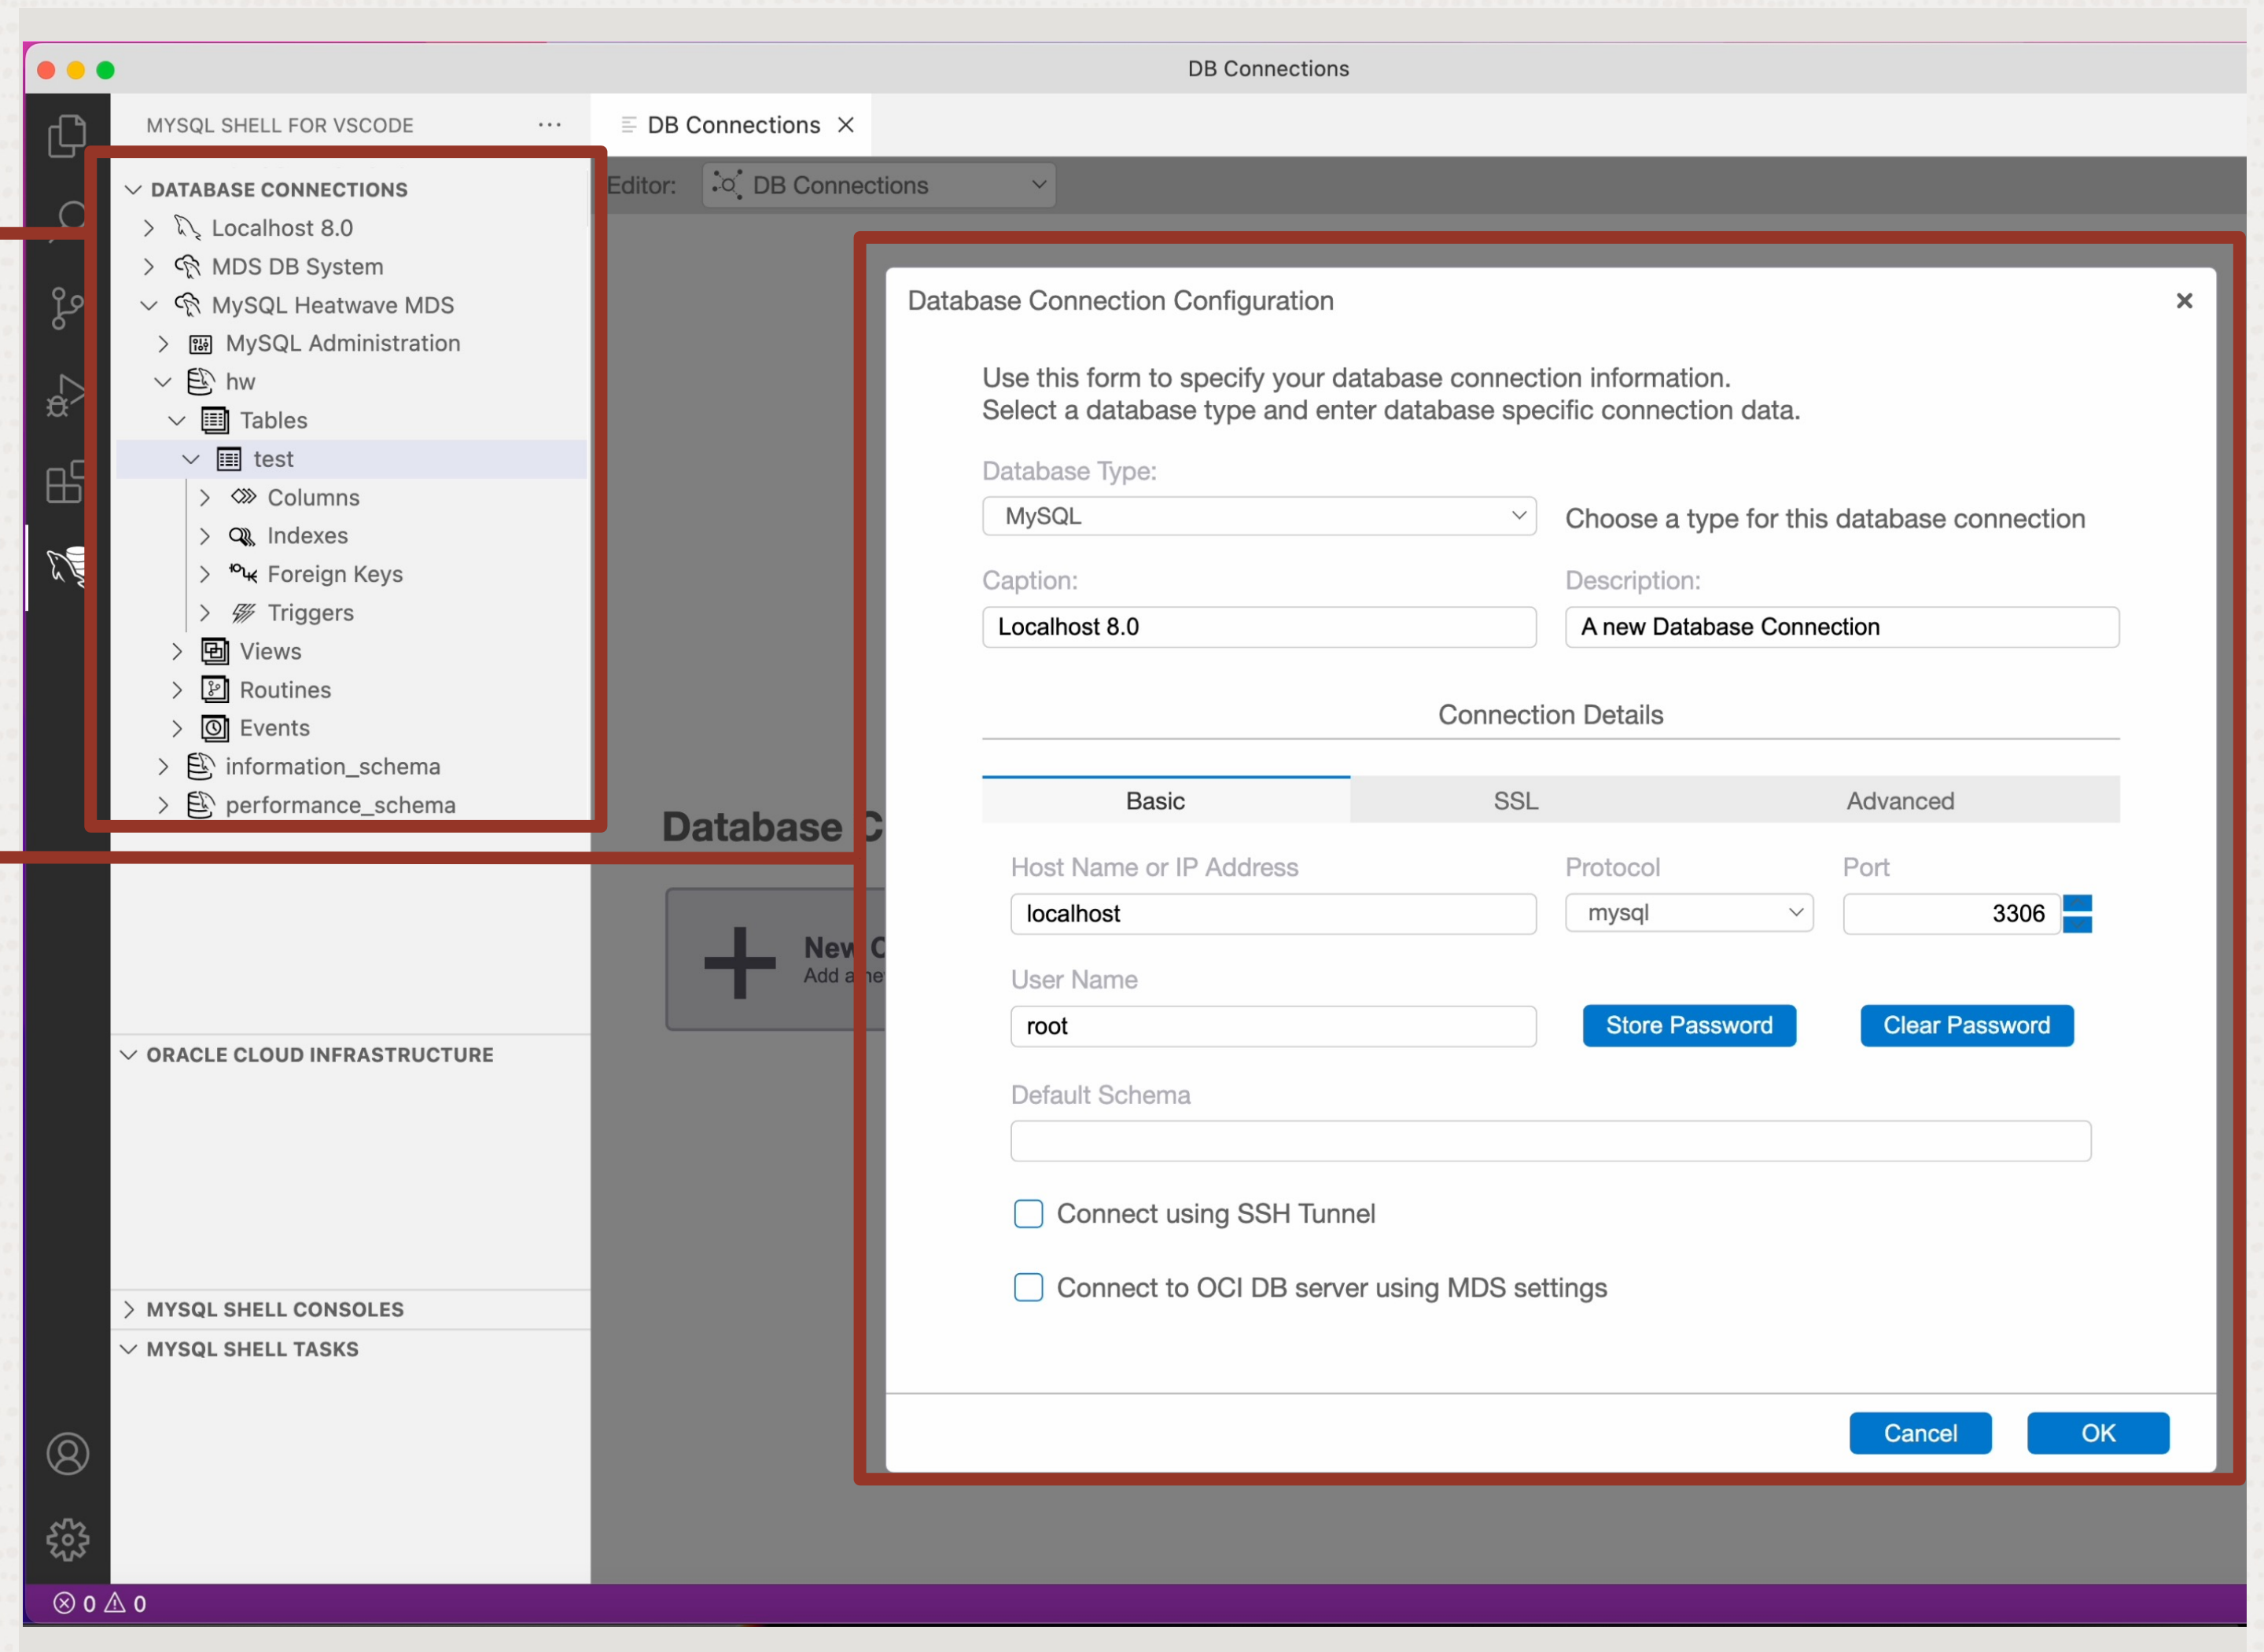 DB Connections
MYSQL SHELL FOR VSCODE
DB Connections
DATABASE CONNECTIONS
Localhost 8.0
MDS DB System
MySQL Heatwave MDS
MySQL Administration
hw
Tables
test
Columns
Indexes
Foreign Keys
Triggers
Views
Routines
Events
information_schema
performance_schema
ORACLE CLOUD INFRASTRUCTURE
MYSQL SHELL CONSOLES
MYSQL SHELL TASKS
Editor: DB Connections
Database C
New C
Add a ne
Database Connection Configuration
Use this form to specify your database connection information.
Select a database type and enter database specific connection data.
Database Type:
MySQL
Choose a type for this database connection
Caption: Description:
Localhost 8.0 A new Database Connection
Connection Details
Basic SSL Advanced
Host Name or IP Address Protocol Port
localhost mysql 3306
User Name
root Store Password Clear Password
Default Schema
Connect using SSH Tunnel
Connect to OCI DB server using MDS settings
Cancel OK
0 0